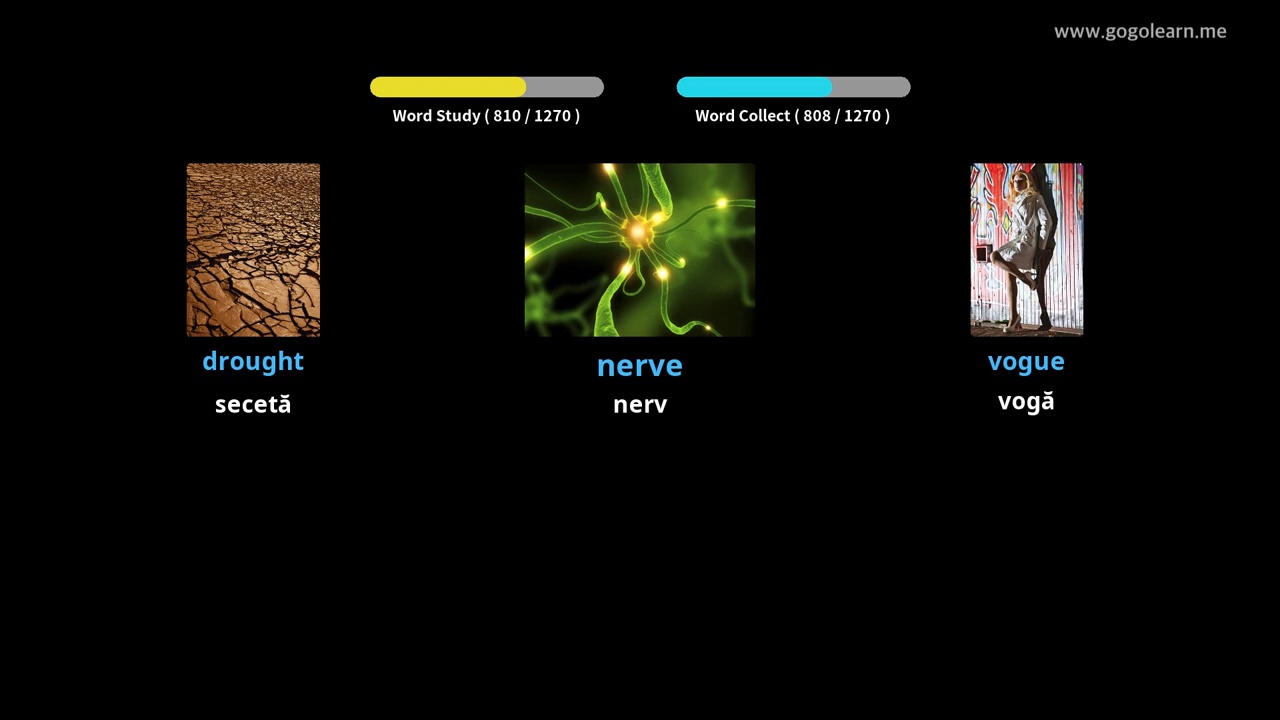 www.gogolearn.me
Word Study ( 810 / 1270 )
Word Collect ( 808 / 1270 )
drought
nerve
vogue
secetă
nerv
vogă